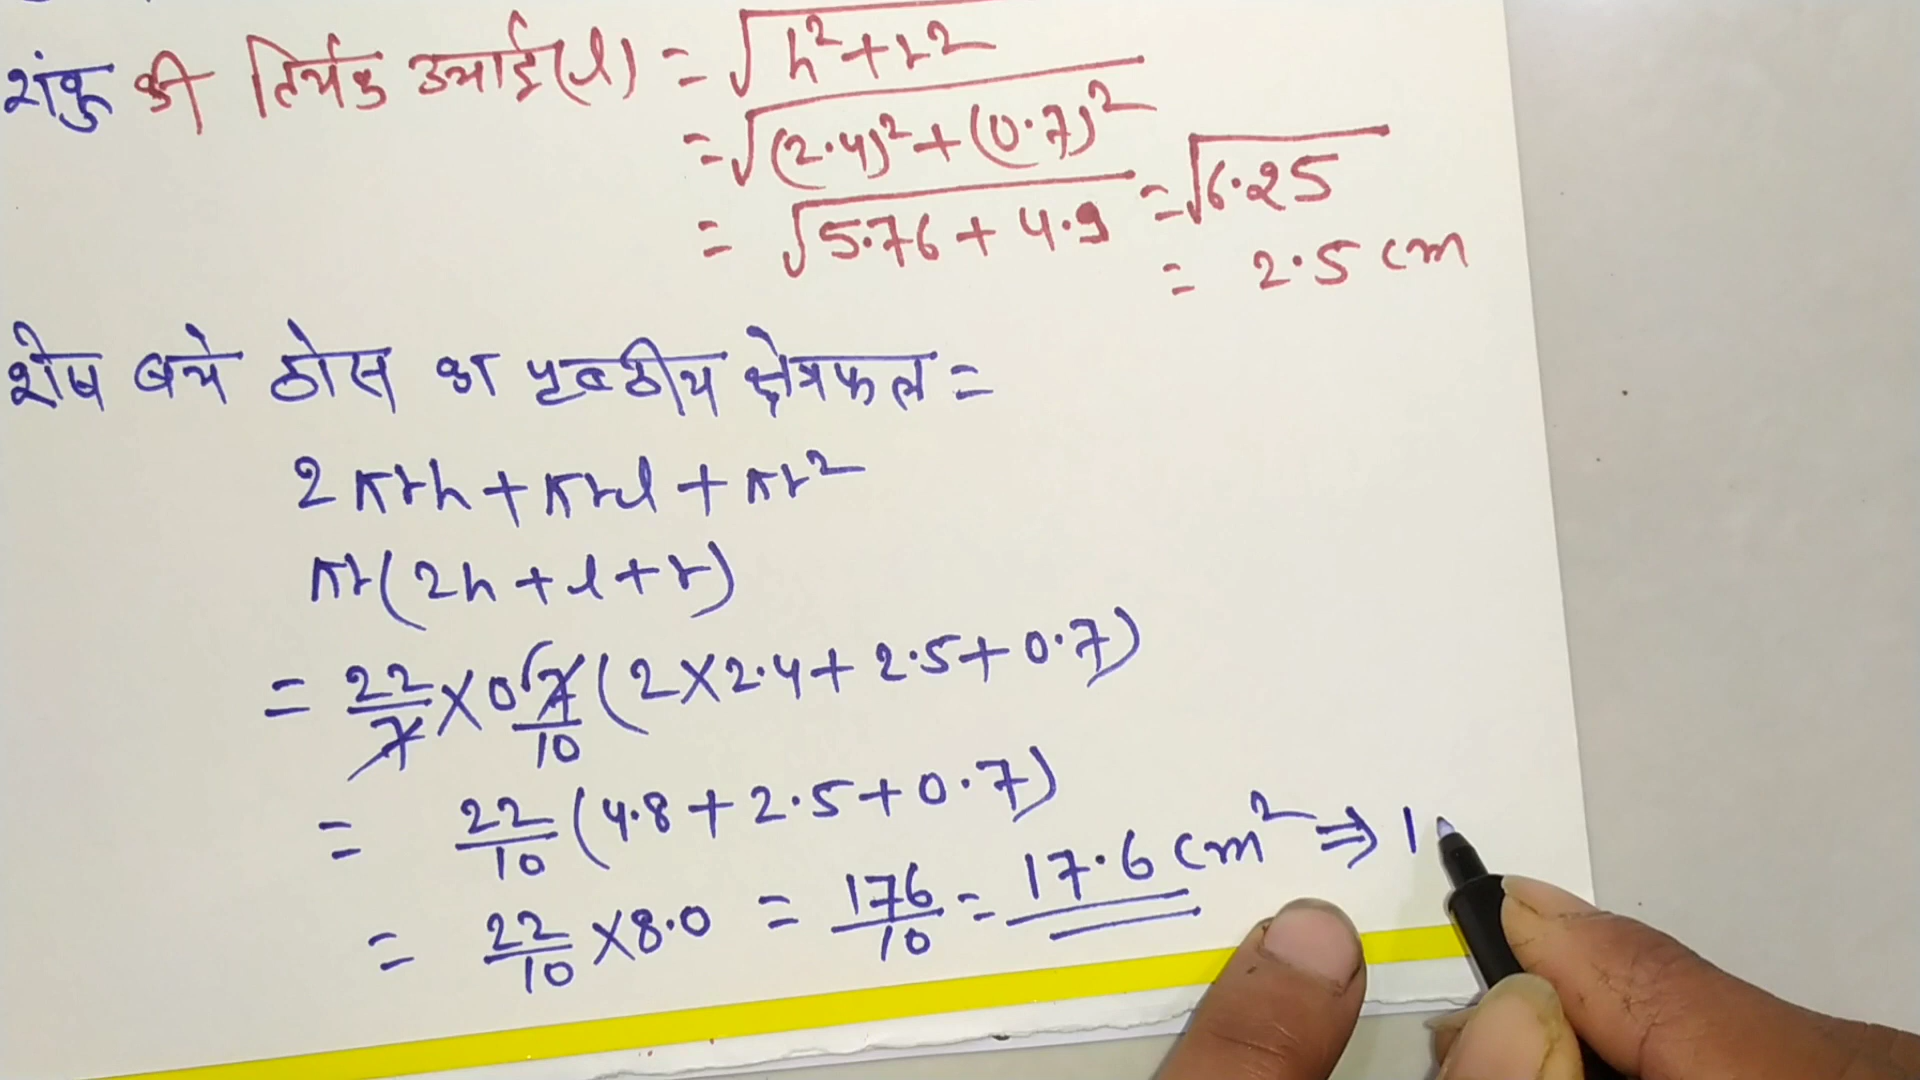 शंकु की तिर्यक ऊचाई(l) = √h²+r²
= √(2.4)²+(0.7)²
= √5.76+4.9 = √6.25
= 2.5 cm
शेष बचे ठोस का पृष्ठीय क्षेत्रफल =
2πrh+πrl+πr²
πr(2h+l+r)
= 22/7 × 0.7/10 (2×2.4+2.5+0.7)
= 22/10 (4.8+2.5+0.7)
= 22/10 ×8.0 = 176/10 = 17.6 cm² ⇒ 1